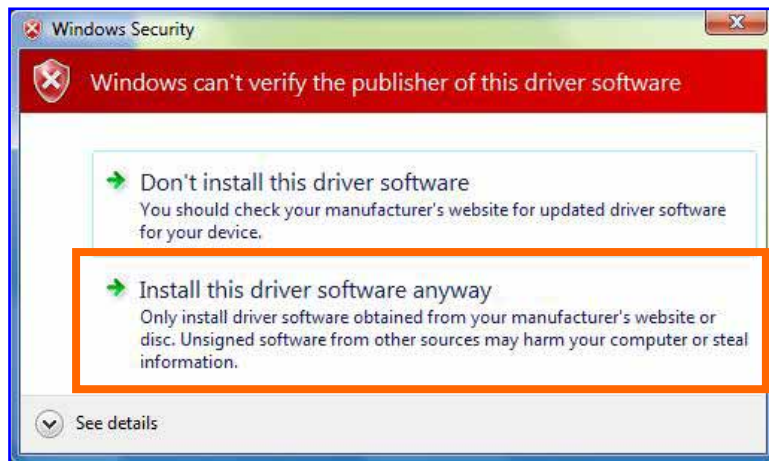 Windows Security
Windows can't verify the publisher of this driver software
Don't install this driver software
You should check your manufacturer's website for updated driver software
for your device.
Install this driver software anyway
Only install driver software obtained from your manufacturer's website or
disc. Unsigned software from other sources may harm your computer or steal
information.
See details